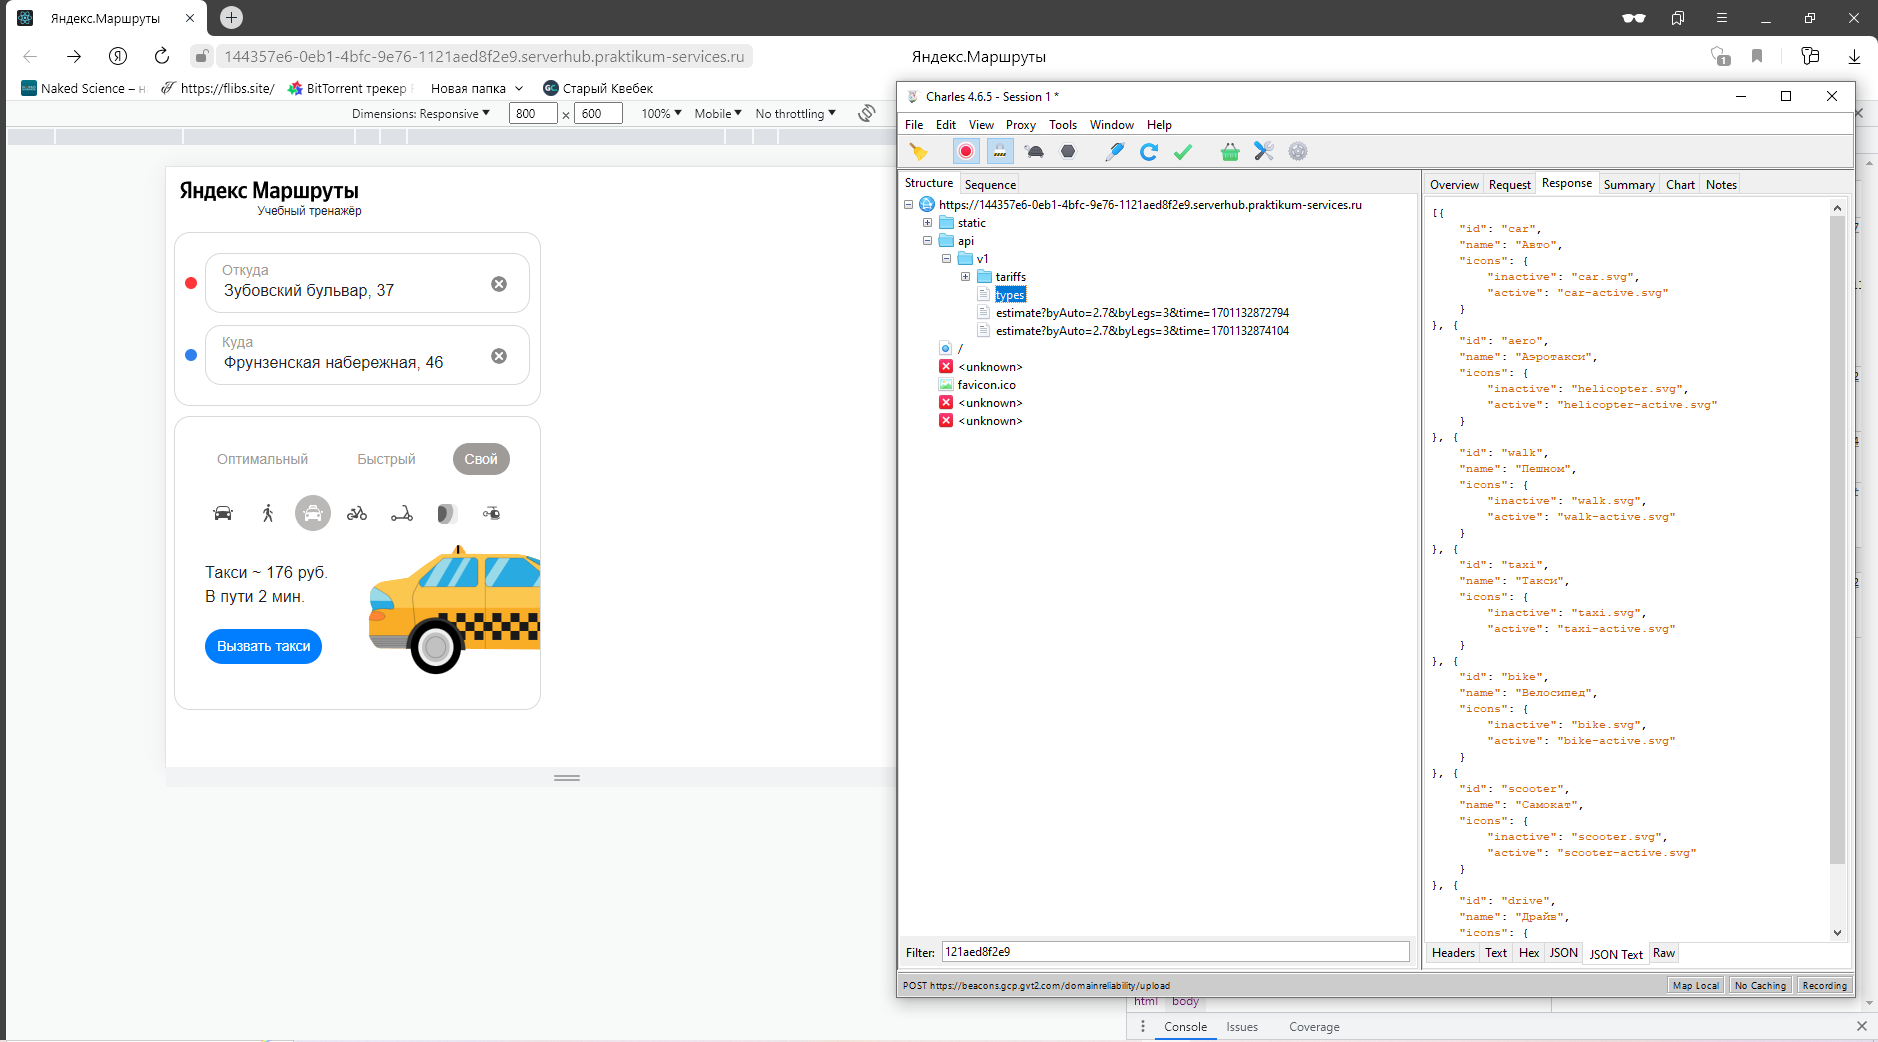 Яндекс.Маршруты
144357e6-0eb1-4bfc-9e76-1121aed8f2e9.serverhub.praktikum-services.ru
Яндекс.Маршруты
1
Naked Science – н
https://flibs.site/
BitTorrent трекер
Новая папка
GC
Старый Квебек
Dimensions: Responsive
800
x
600
100%
Mobile
No throttling
Яндекс Маршруты
Учебный тренажёр
Откуда
Зубовский бульвар, 37
Куда
Фрунзенская набережная, 46
Оптимальный
Быстрый
Свой
Такси ~ 176 руб.
В пути 2 мин.
Вызвать такси
Charles 4.6.5 - Session 1 *
File
Edit
View
Proxy
Tools
Window
Help
Structure
Sequence
https://144357e6-0eb1-4bfc-9e76-1121aed8f2e9.serverhub.praktikum-services.ru
static
api
v1
tariffs
types
estimate?byAuto=2.7&byLegs=3&time=1701132872794
estimate?byAuto=2.7&byLegs=3&time=1701132874104
/
<unknown>
favicon.ico
<unknown>
<unknown>
Filter:
121aed8f2e9
Overview
Request
Response
Summary
Chart
Notes
[{
"id": "car",
"name": "Авто",
"icons": {
"inactive": "car.svg",
"active": "car-active.svg"
}
}, {
"id": "aero",
"name": "Аэротакси",
"icons": {
"inactive": "helicopter.svg",
"active": "helicopter-active.svg"
}
}, {
"id": "walk",
"name": "Пешком",
"icons": {
"inactive": "walk.svg",
"active": "walk-active.svg"
}
}, {
"id": "taxi",
"name": "Такси",
"icons": {
"inactive": "taxi.svg",
"active": "taxi-active.svg"
}
}, {
"id": "bike",
"name": "Велосипед",
"icons": {
"inactive": "bike.svg",
"active": "bike-active.svg"
}
}, {
"id": "scooter",
"name": "Самокат",
"icons": {
"inactive": "scooter.svg",
"active": "scooter-active.svg"
}
}, {
"id": "drive",
"name": "Драйв",
"icons": {
Headers
Text
Hex
JSON
JSON Text
Raw
POST https://beacons.gcp.gvt2.com/domainreliability/upload
Map Local
No Caching
Recording
html
body
Console
Issues
Coverage